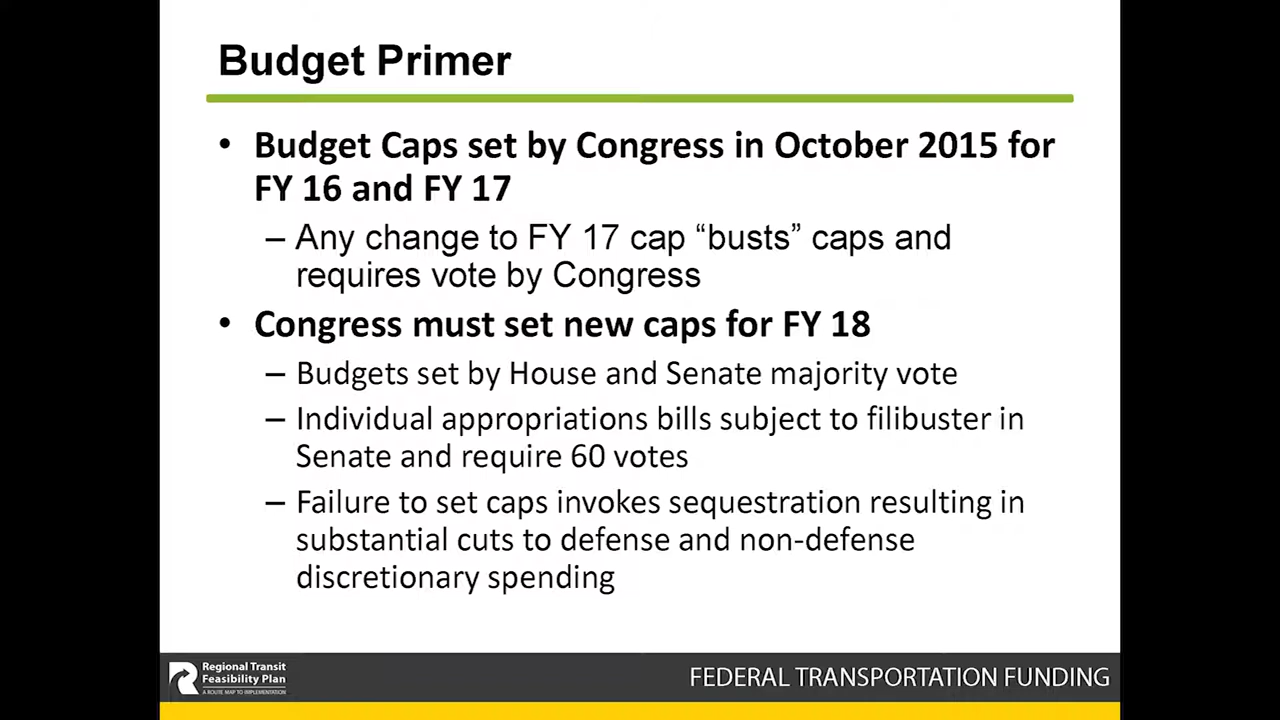 Budget Primer
• Budget Caps set by Congress in October 2015 for
FY 16 and FY 17
– Any change to FY 17 cap “busts” caps and
requires vote by Congress
• Congress must set new caps for FY 18
– Budgets set by House and Senate majority vote
– Individual appropriations bills subject to filibuster in
Senate and require 60 votes
– Failure to set caps invokes sequestration resulting in
substantial cuts to defense and non-defense
discretionary spending
Regional Transit
Feasibility Plan
A ROUTE MAP TO IMPLEMENTATION
FEDERAL TRANSPORTATION FUNDING